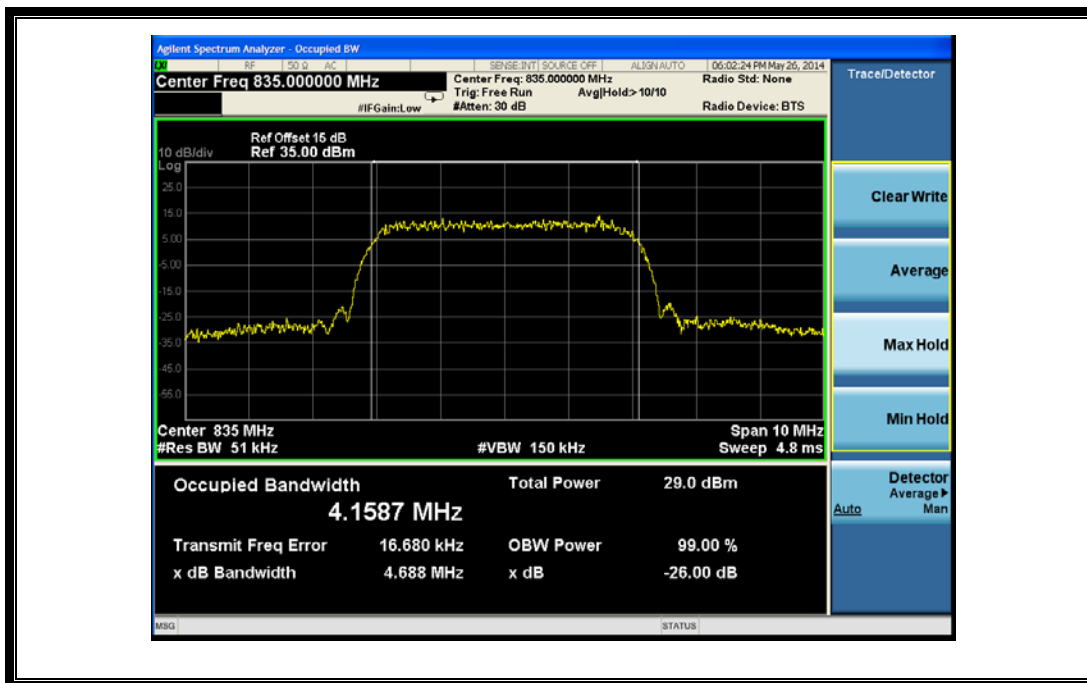 Agilent Spectrum Analyzer - Occupied BW
LXI RF 50 Ω AC SENSE:INT SOURCE OFF ALIGN AUTO 06:02:24 PM May 26, 2014
Center Freq 835.000000 MHz
Center Freq: 835.000000 MHz
Radio Std: None
Trig: Free Run Avg|Hold:> 10/10
#IFGain:Low
#Atten: 30 dB
Radio Device: BTS
Trace/Detector
Ref Offset 15 dB
10 dB/div Ref 35.00 dBm
Log
25.0
15.0
5.00
-5.00
-15.0
-25.0
-35.0
-45.0
-55.0
Center 835 MHz Span 10 MHz
#Res BW 51 kHz #VBW 150 kHz Sweep 4.8 ms
Occupied Bandwidth Total Power 29.0 dBm
4.1587 MHz
Transmit Freq Error 16.680 kHz OBW Power 99.00 %
x dB Bandwidth 4.688 MHz x dB -26.00 dB
Clear Write
Average
Max Hold
Min Hold
Detector
Average
Auto Man
MSG STATUS